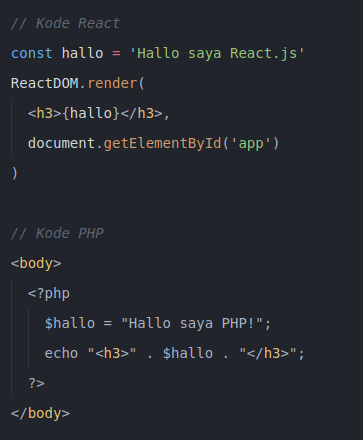 // Kode React
const hallo = 'Hallo saya React.js'
ReactDOM.render(
  <h3>{hallo}</h3>,
  document.getElementById('app')
)
// Kode PHP
<body>
  <?php
    $hallo = "Hallo saya PHP!";
    echo "<h3>" . $hallo . "</h3>";
  ?>
</body>